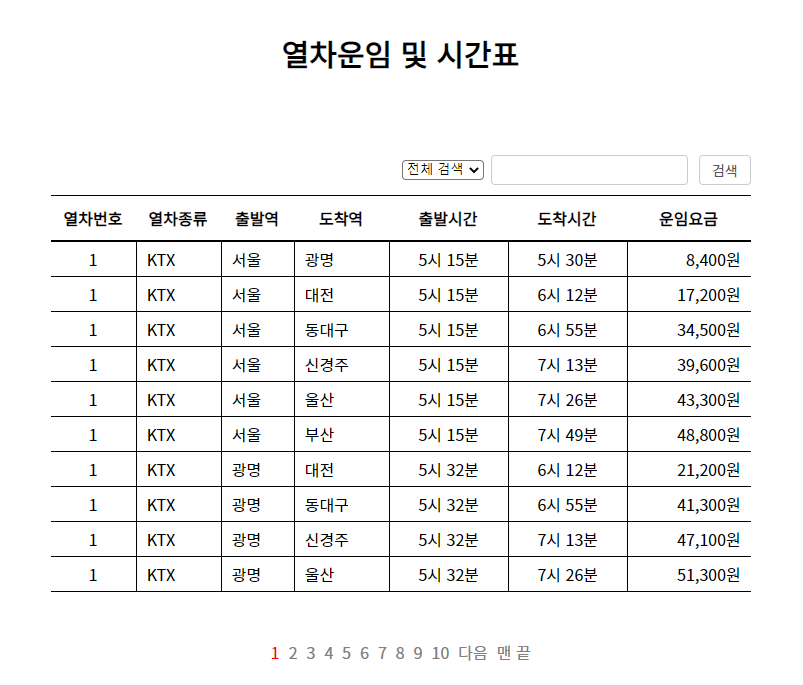 열차운임 및 시간표
전체 검색 검색
열차번호 열차종류 출발역 도착역 출발시간 도착시간 운임요금
1 KTX 서울 광명 5시 15분 5시 30분 8,400원
1 KTX 서울 대전 5시 15분 6시 12분 17,200원
1 KTX 서울 동대구 5시 15분 6시 55분 34,500원
1 KTX 서울 신경주 5시 15분 7시 13분 39,600원
1 KTX 서울 울산 5시 15분 7시 26분 43,300원
1 KTX 서울 부산 5시 15분 7시 49분 48,800원
1 KTX 광명 대전 5시 32분 6시 12분 21,200원
1 KTX 광명 동대구 5시 32분 6시 55분 41,300원
1 KTX 광명 신경주 5시 32분 7시 13분 47,100원
1 KTX 광명 울산 5시 32분 7시 26분 51,300원
1 2 3 4 5 6 7 8 9 10 다음 맨 끝